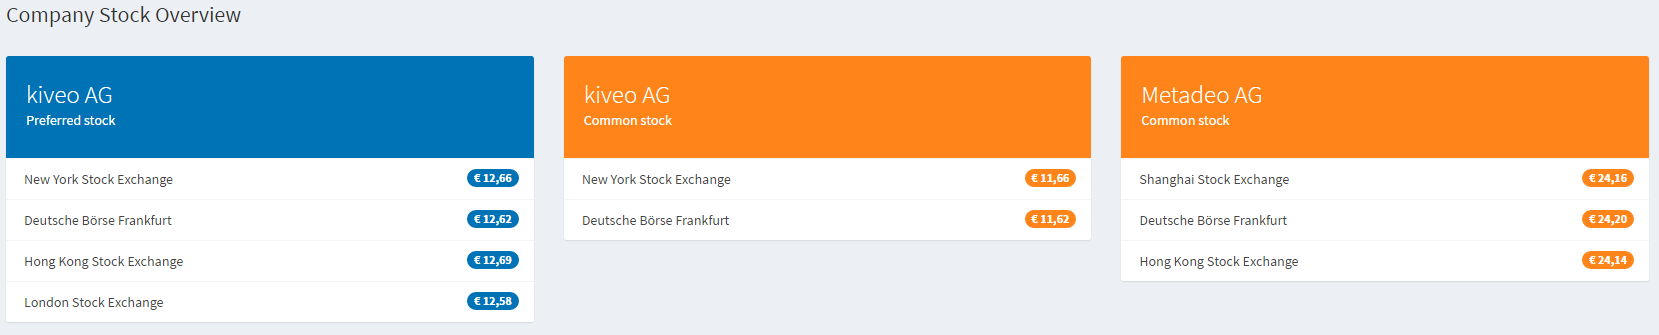 Company Stock Overview
kiveo AG
Preferred stock
New York Stock Exchange € 12,66
Deutsche Börse Frankfurt € 12,62
Hong Kong Stock Exchange € 12,69
London Stock Exchange € 12,58
kiveo AG
Common stock
New York Stock Exchange € 11,66
Deutsche Börse Frankfurt € 11,62
Metadeo AG
Common stock
Shanghai Stock Exchange € 24,16
Deutsche Börse Frankfurt € 24,20
Hong Kong Stock Exchange € 24,14